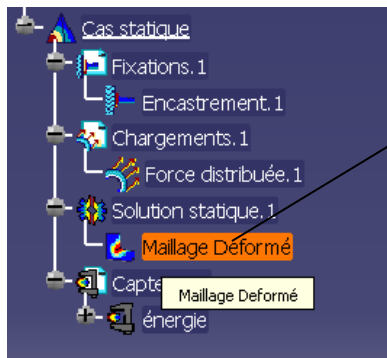 Cas statique
Fixations.1
Encastrement.1
Chargements.1
Force distribuée.1
Solution statique.1
Maillage Déformé
Capte
Maillage Deformé
énergie